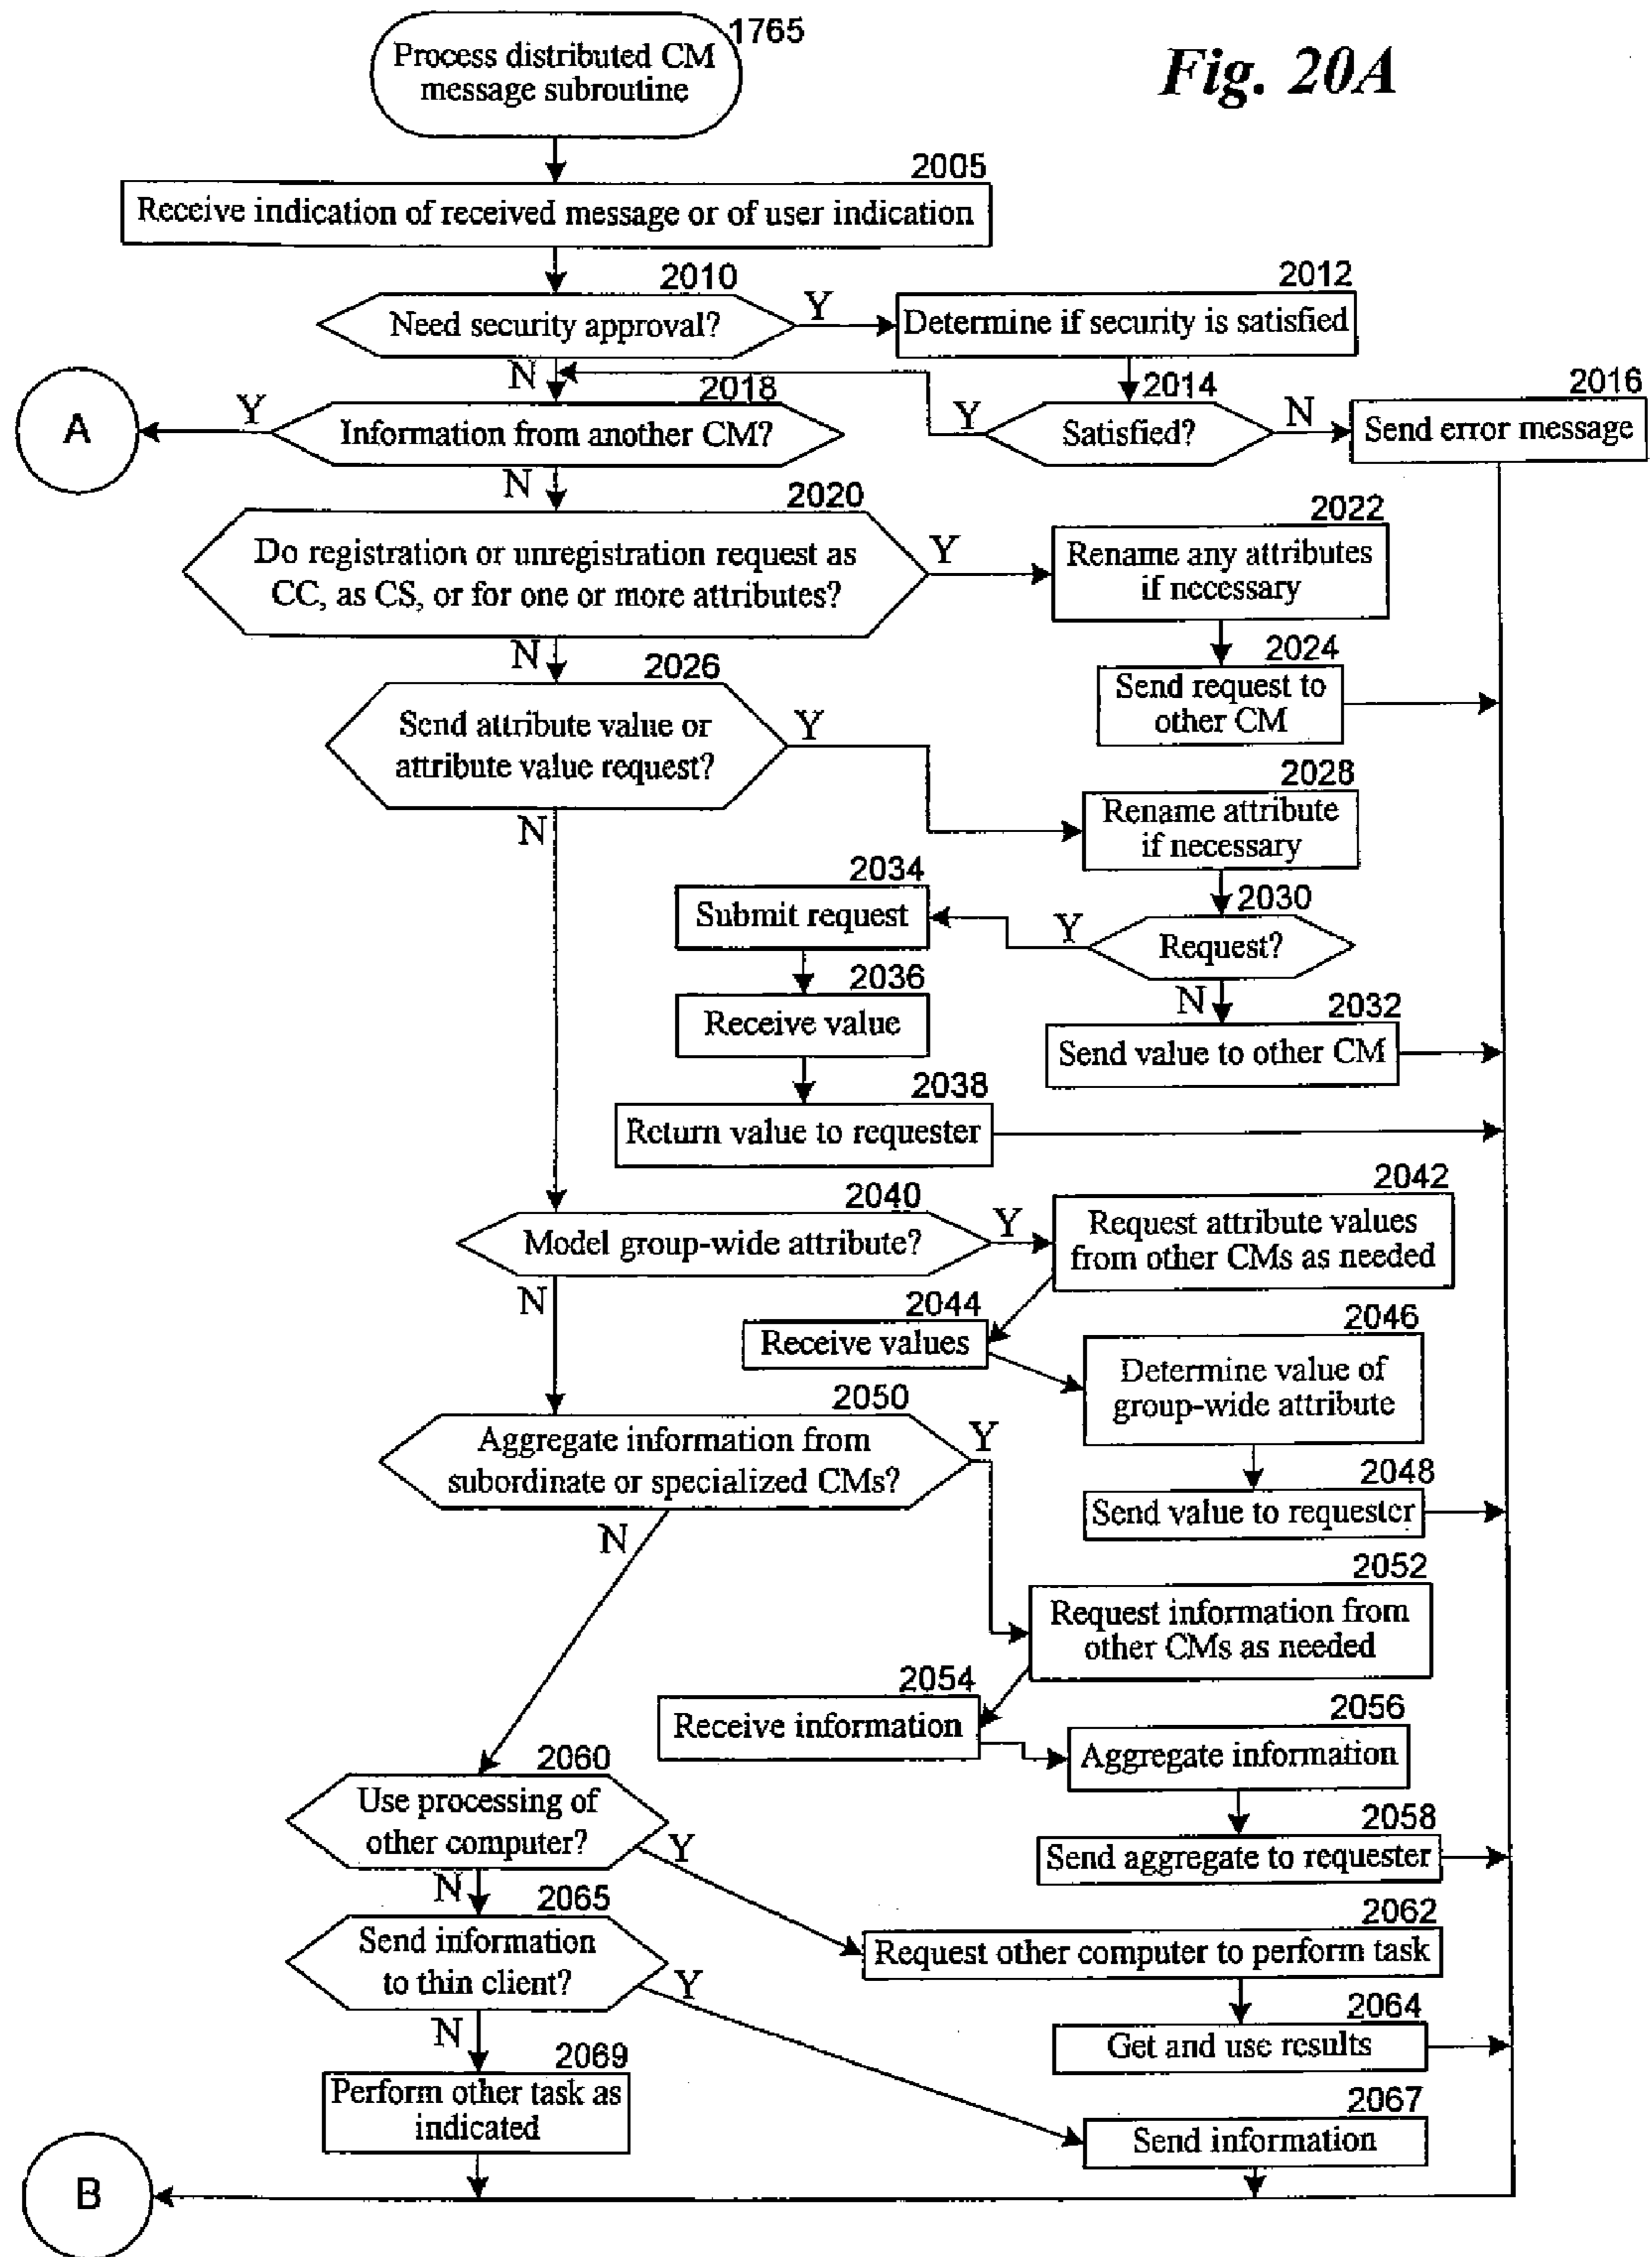 1765
Process distributed CM
message subroutine
Fig. 20A
2005
Receive indication of received message or of user indication
2010
Need security approval?
Y
2012
Determine if security is satisfied
N
2018
Y
A
Information from another CM?
2014
Y
Satisfied?
N
2016
Send error message
N
2020
Do registration or unregistration request as
CC, as CS, or for one or more attributes?
Y
2022
Rename any attributes
if necessary
N
2024
Send request to
other CM
2026
Send attribute value or
attribute value request?
Y
2028
Rename attribute
if necessary
N
2034
Submit request
2030
Y
Request?
2036
Receive value
N
2032
Send value to other CM
2038
Return value to requester
2040
Model group-wide attribute?
Y
2042
Request attribute values
from other CMs as needed
N
2044
Receive values
2046
Determine value of
group-wide attribute
2050
Aggregate information from
subordinate or specialized CMs?
Y
2048
Send value to requester
N
2052
Request information from
other CMs as needed
2054
Receive information
2056
Aggregate information
2060
Use processing of
other computer?
Y
2058
Send aggregate to requester
N
2065
Send information
to thin client?
Y
2062
Request other computer to perform task
2064
Get and use results
N
2069
Perform other task as
indicated
2067
Send information
B